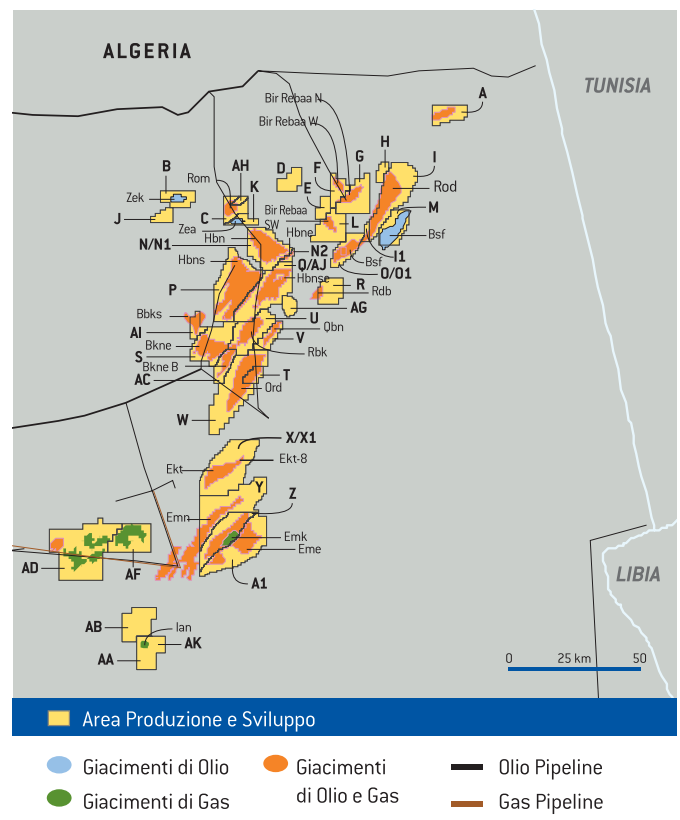 ALGERIA
TUNISIA
A
Bir Rebaa N
Bir Rebaa W
H
G
I
F
D
E
B
AH
Rom
K
Rod
Zek
M
J
C
Bir Rebaa
SW
L
Zea
Hbn
Hbne
Bsf
N/N1
N2
I1
Hbns
Q/AJ
Bsf
O/O1
Hbnse
R
P
Rdb
AG
Bbks
U
Qbn
AI
V
Bkne
Rbk
S
Bkne B
T
AC
Ord
W
X/X1
Ekt-8
Ekt
Y
Z
Emn
Emk
Eme
AD
AF
A1
LIBIA
AB
Ian
AK
AA
0 25 km 50
Area Produzione e Sviluppo
Giacimenti di Olio
Giacimenti
di Olio e Gas
Olio Pipeline
Giacimenti di Gas
Gas Pipeline